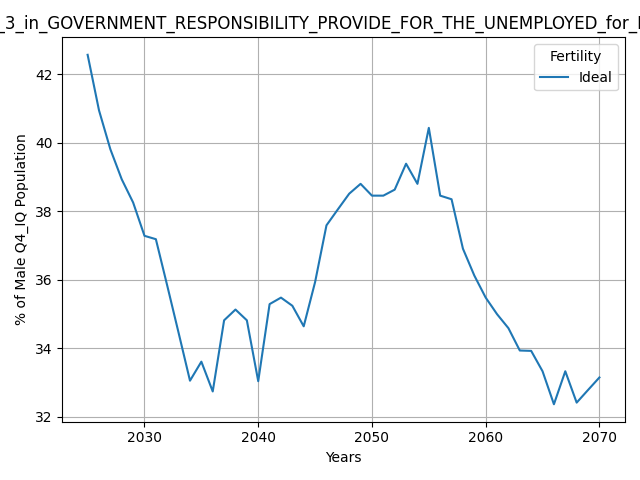 _3_in_GOVERNMENT_RESPONSIBILITY_PROVIDE_FOR_THE_UNEMPLOYED_for_
Fertility
Ideal
% of Male Q4_IQ Population
42
40
38
36
34
32
2030
2040
2050
2060
2070
Years